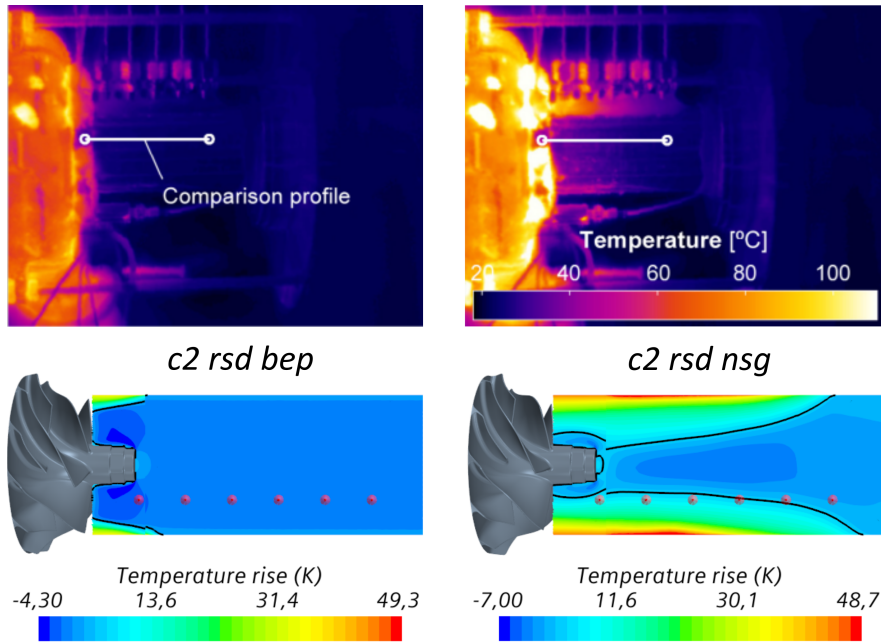 Comparison profile
Temperature [ºC]
20 40 60 80 100
c2 rsd bep
c2 rsd nsg
Temperature rise (K)
-4,30 13,6 31,4 49,3
Temperature rise (K)
-7,00 11,6 30,1 48,7